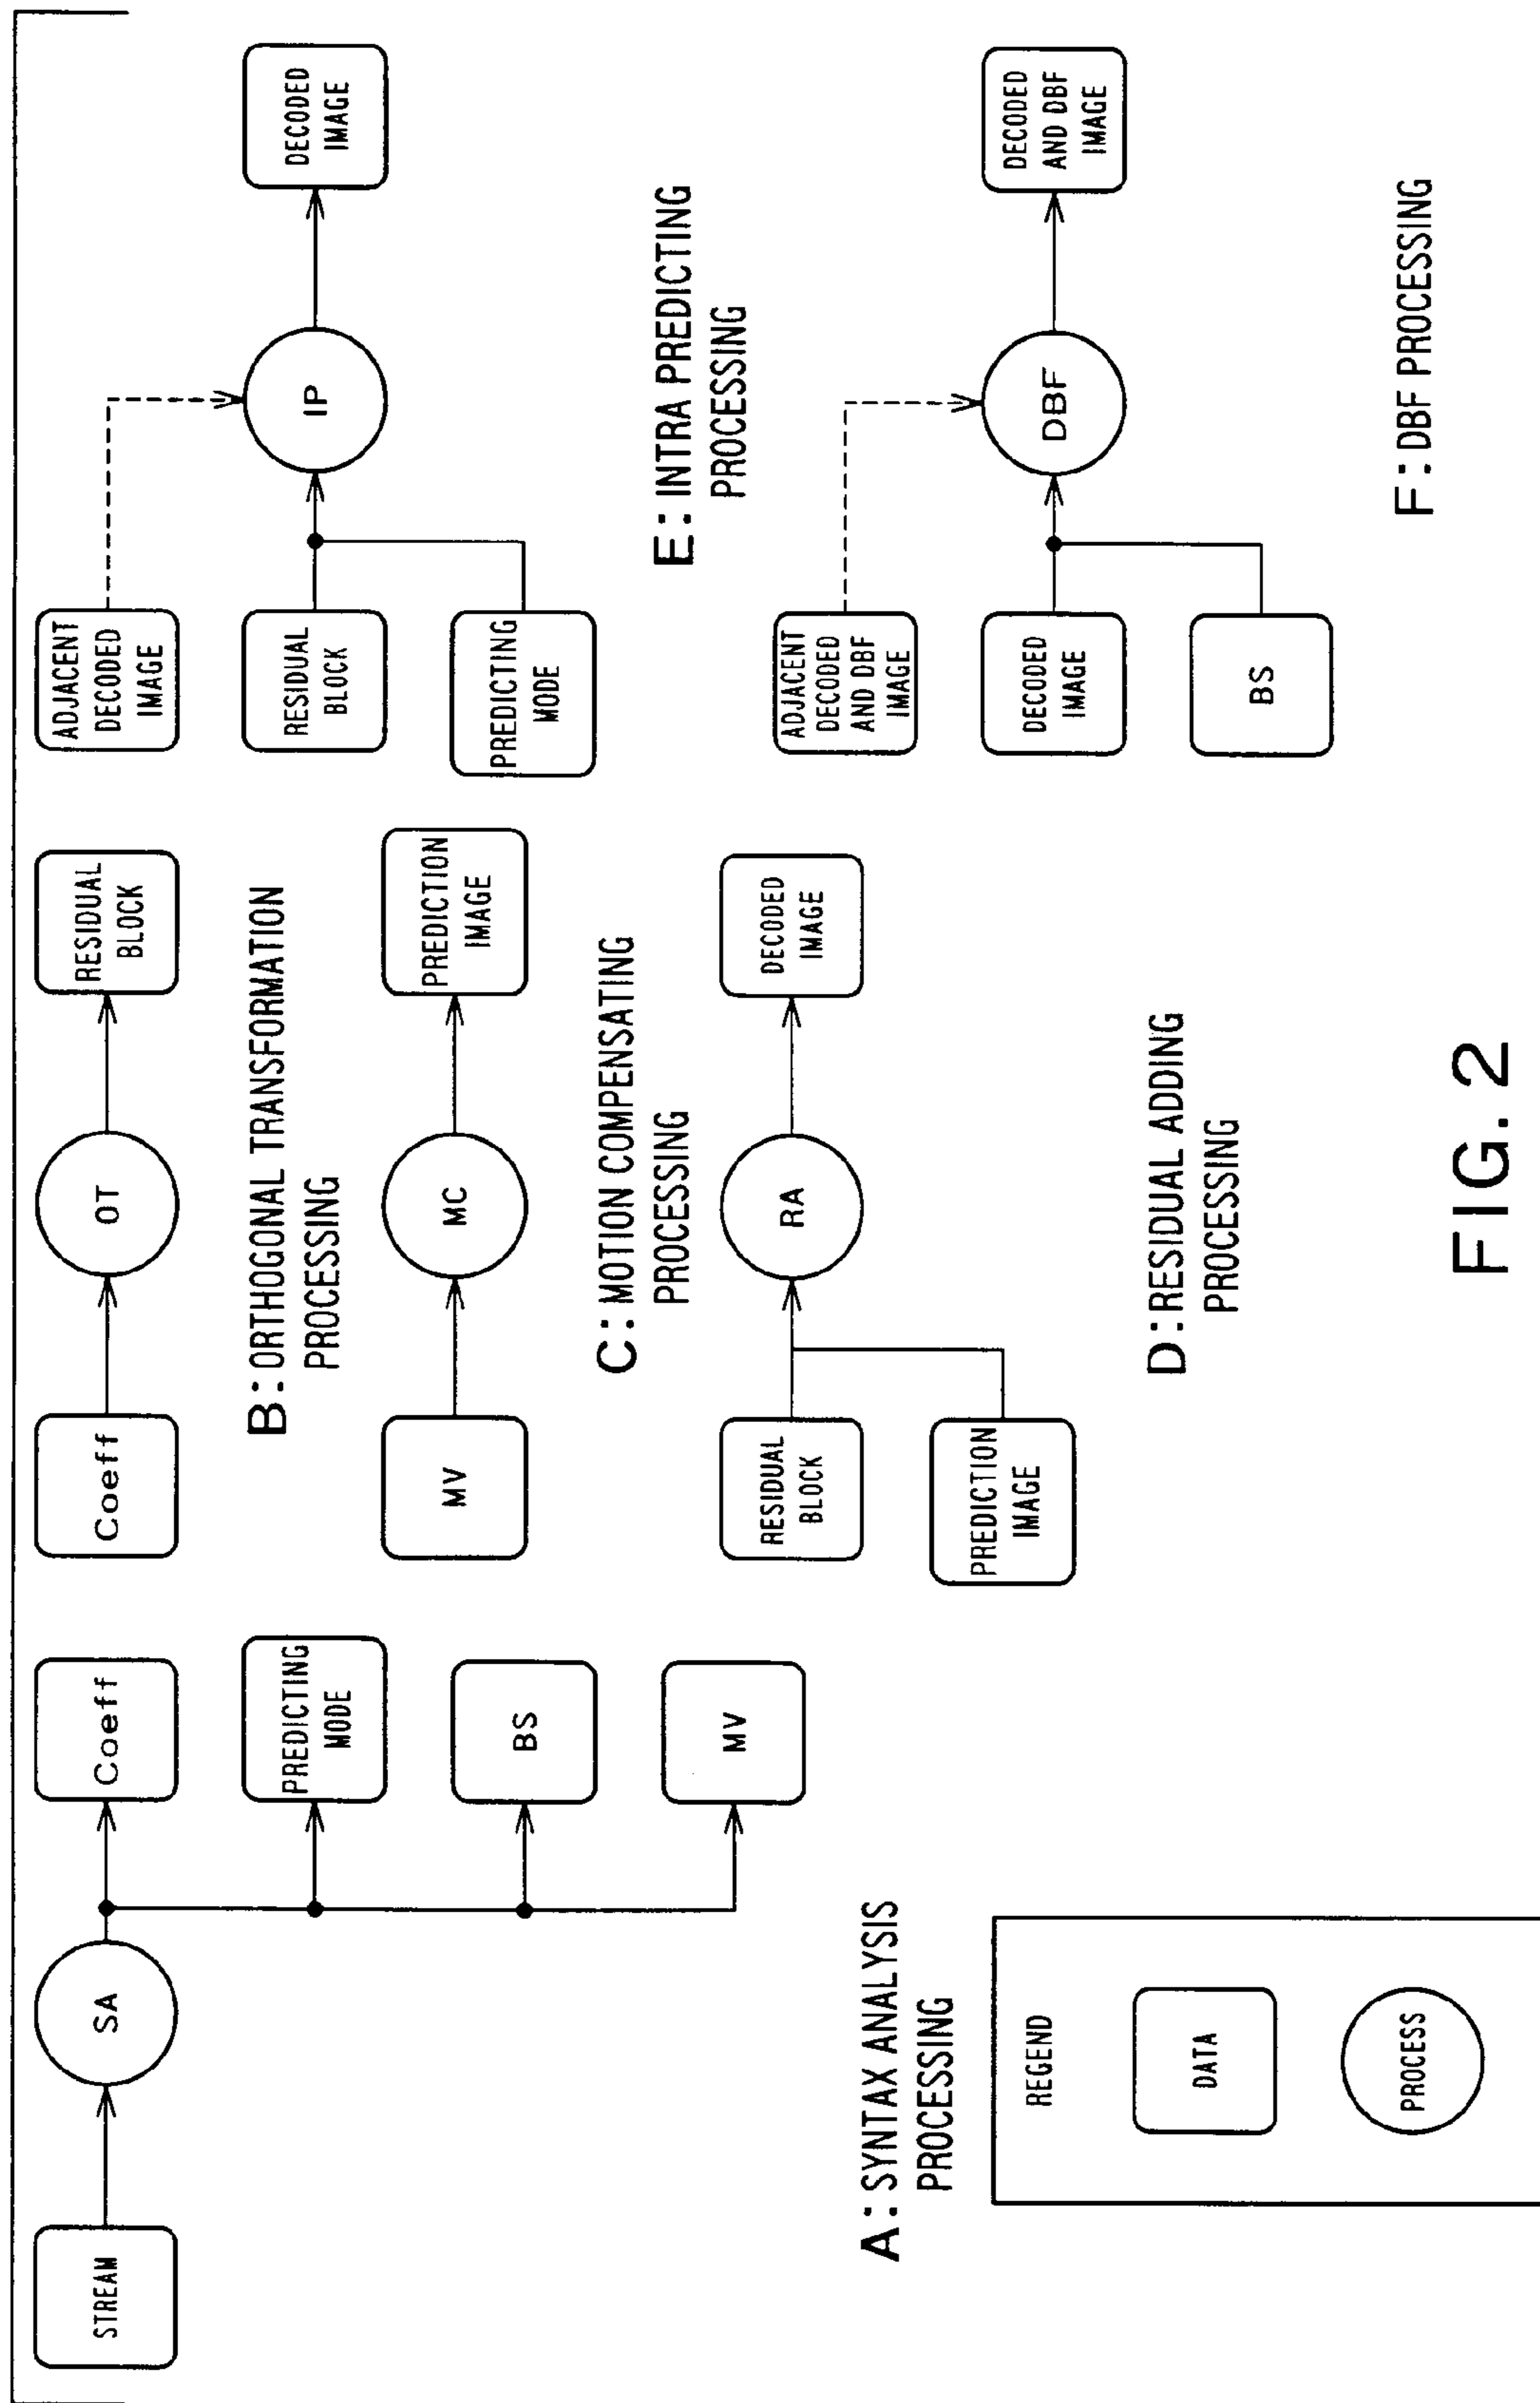 STREAM
SA
Coeff
PREDICTING
MODE
BS
MV
A: SYNTAX ANALYSIS
PROCESSING
REGEND
DATA
PROCESS
Coeff
OT
RESIDUAL
BLOCK
B: ORTHOGONAL TRANSFORMATION
PROCESSING
MV
MC
PREDICTION
IMAGE
C: MOTION COMPENSATING
PROCESSING
RESIDUAL
BLOCK
PREDICTION
IMAGE
RA
DECODED
IMAGE
D: RESIDUAL ADDING
PROCESSING
ADJACENT
DECODED
IMAGE
RESIDUAL
BLOCK
PREDICTING
MODE
IP
DECODED
IMAGE
E: INTRA PREDICTING
PROCESSING
ADJACENT
DECODED
AND DBF
IMAGE
DECODED
IMAGE
BS
DBF
DECODED
AND DBF
IMAGE
F: DBF PROCESSING
FIG. 2